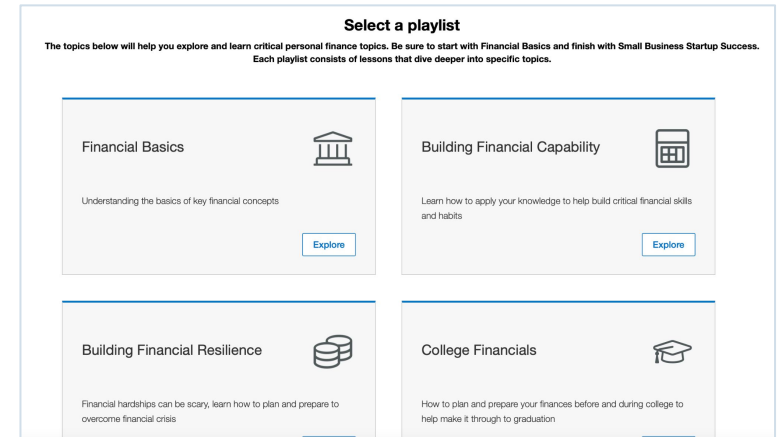 Select a playlist
The topics below will help you explore and learn critical personal finance topics. Be sure to start with Financial Basics and finish with Small Business Startup Success.
Each playlist consists of lessons that dive deeper into specific topics.
Financial Basics
Understanding the basics of key financial concepts
Explore
Building Financial Capability
Learn how to apply your knowledge to help build critical financial skills
and habits
Explore
Building Financial Resilience
Financial hardships can be scary, learn how to plan and prepare to
overcome financial crisis
College Financials
How to plan and prepare your finances before and during college to
help make it through to graduation